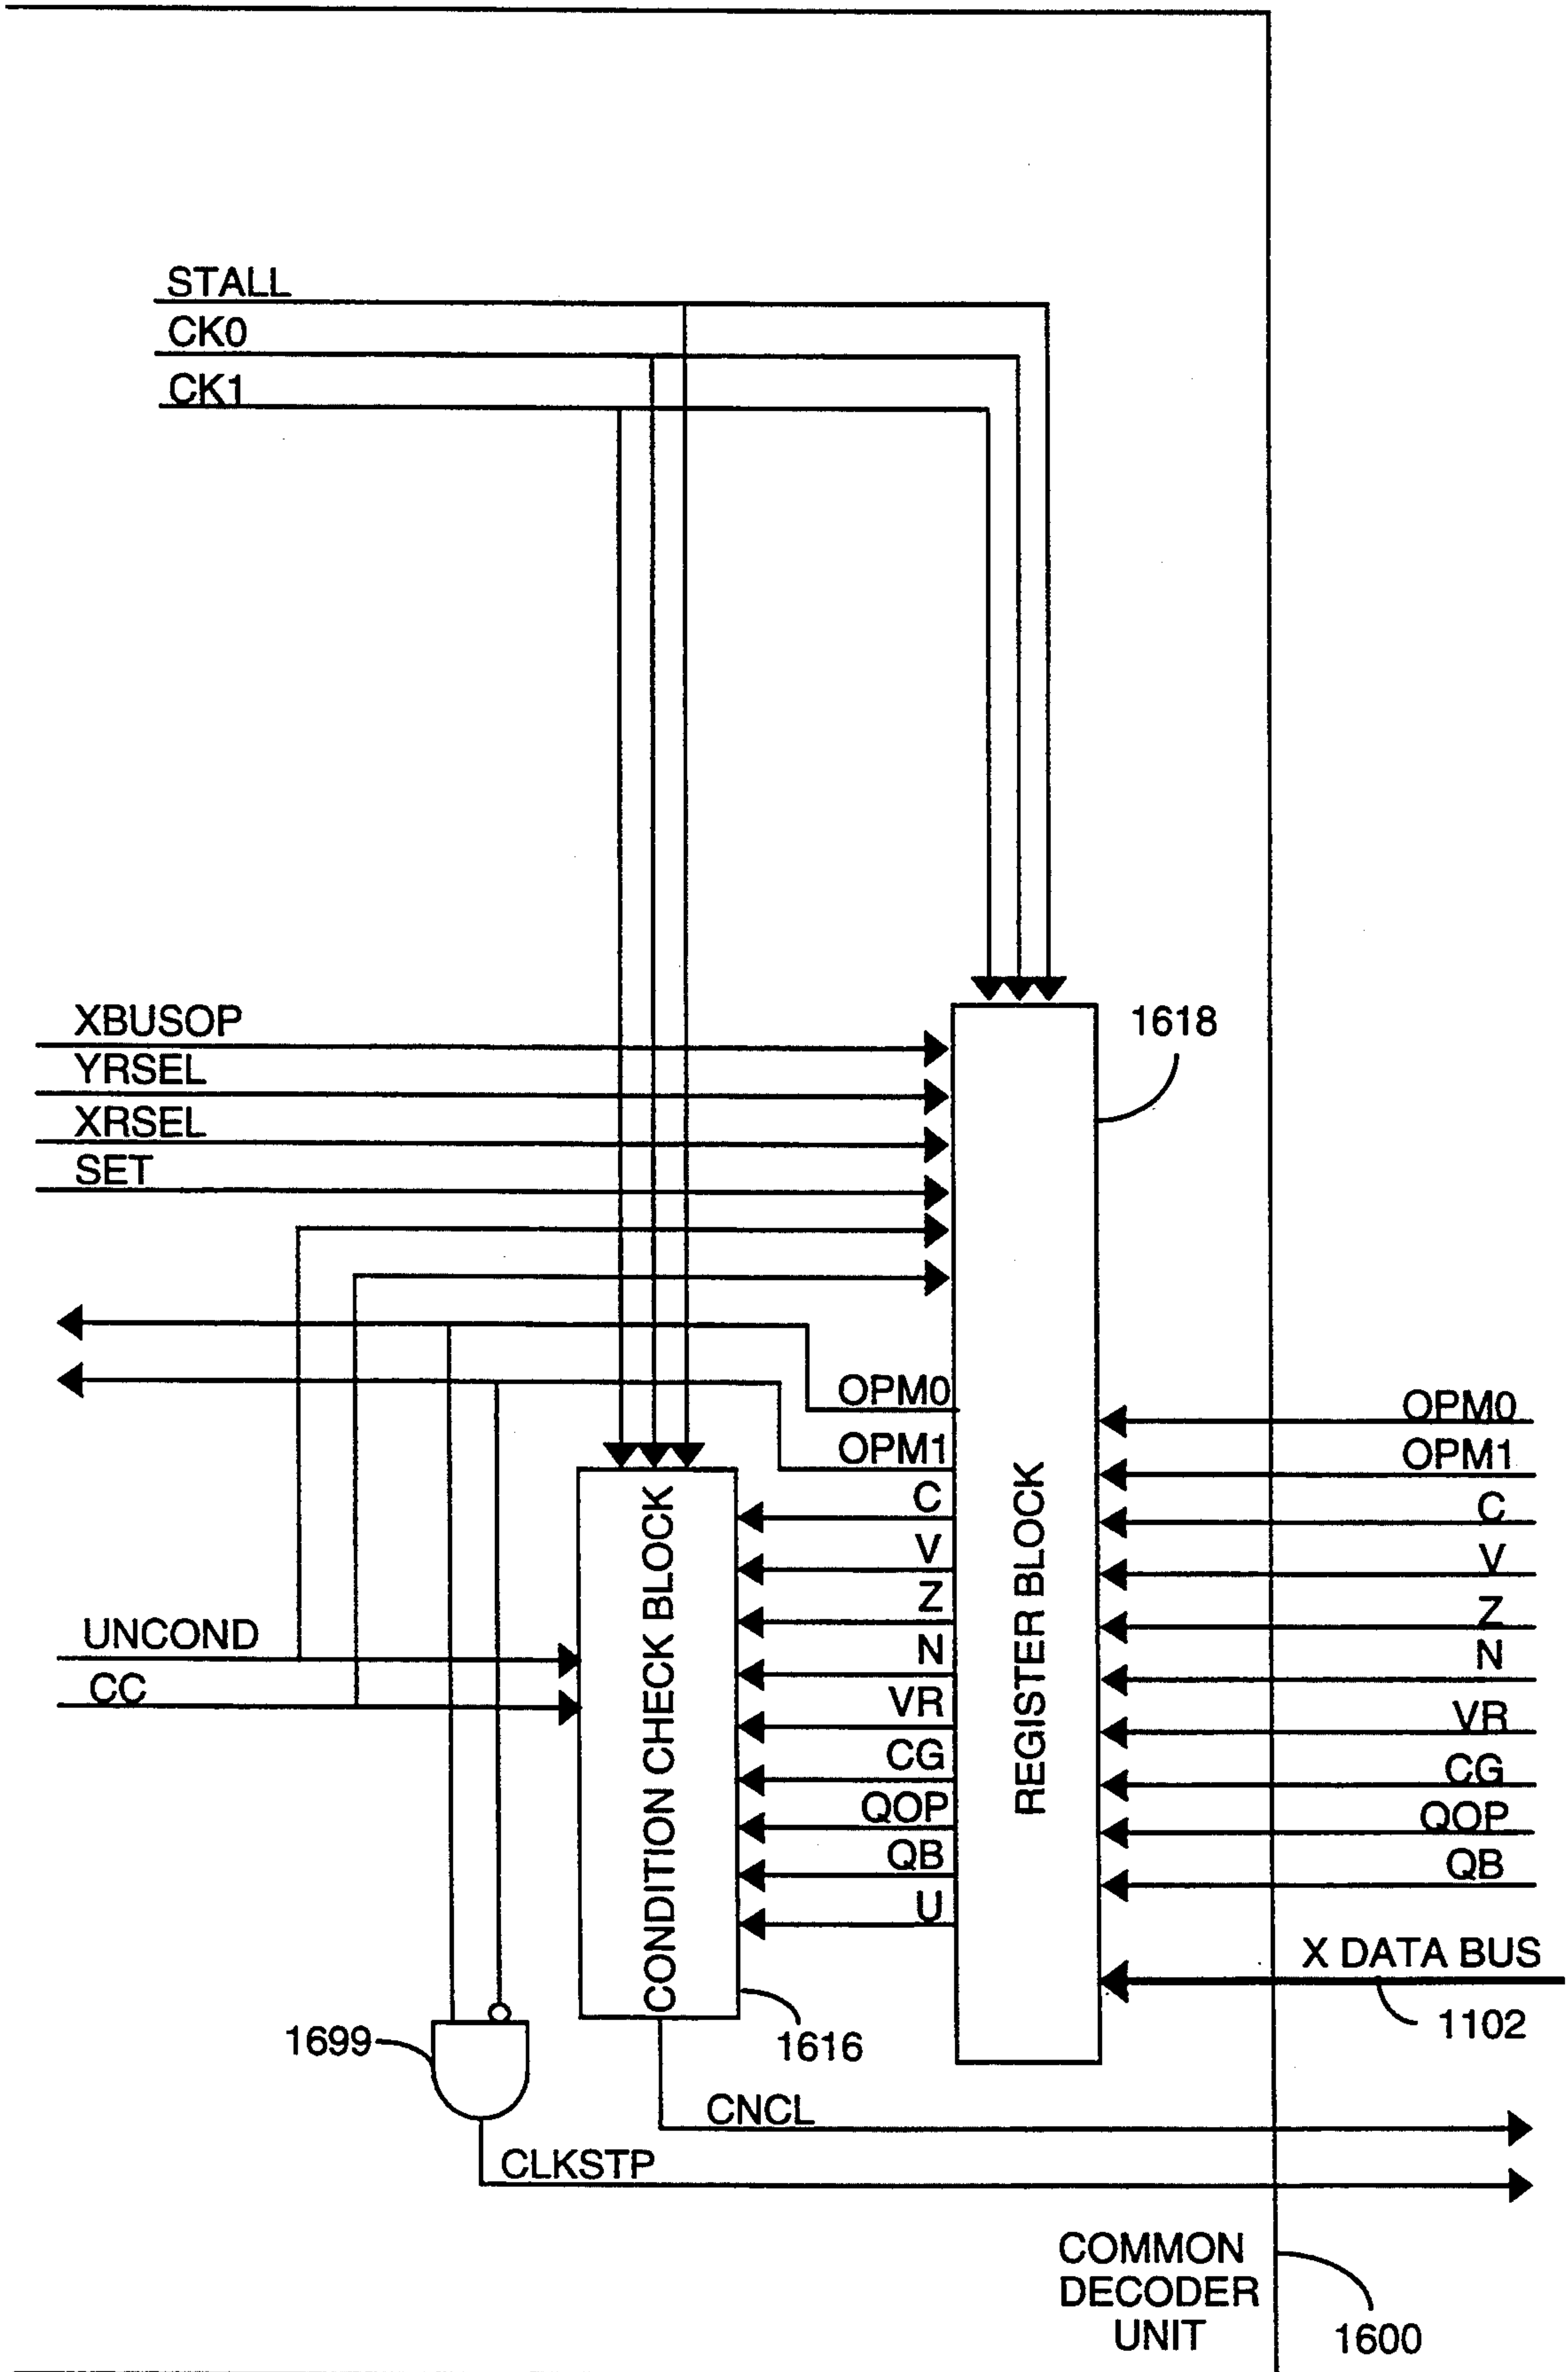 STALL
CK0
CK1
XBUSOP
1618
YRSEL
XRSEL
SET
OPM0
OPM0
OPM1
OPM1
C
C
V
V
Z
Z
UNCOND
N
N
CC
VR
VR
CG
CG
QOP
QOP
QB
QB
U
CONDITION CHECK BLOCK
REGISTER BLOCK
X DATA BUS
1102
1699
1616
CNCL
CLKSTP
COMMON
DECODER
UNIT
1600